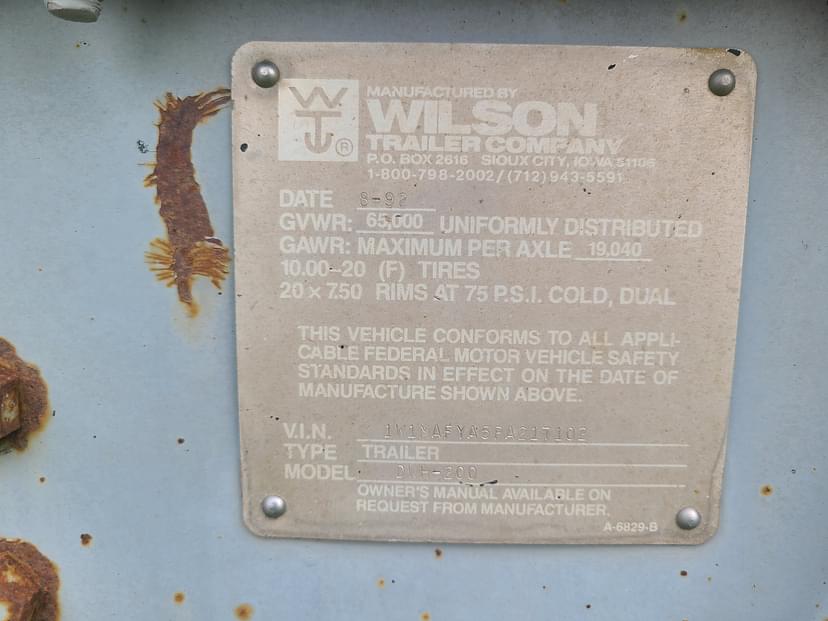 MANUFACTURED BY
WILSON
TRAILER COMPANY
P.O. BOX 2616 SIOUX CITY, IOWA 51106
1-800-798-2002/(712) 943-5591
DATE 8-92
GVWR: 65,000 UNIFORMLY DISTRIBUTED
GAWR: MAXIMUM PER AXLE 19,040
10.00-20 (F) TIRES
20 x 7.50 RIMS AT 75 P.S.I. COLD, DUAL
THIS VEHICLE CONFORMS TO ALL APPLI-
CABLE FEDERAL MOTOR VEHICLE SAFETY
STANDARDS IN EFFECT ON THE DATE OF
MANUFACTURE SHOWN ABOVE.
V.I.N.
TYPE TRAILER
MODEL
OWNER'S MANUAL AVAILABLE ON
REQUEST FROM MANUFACTURER.
A-6829-B